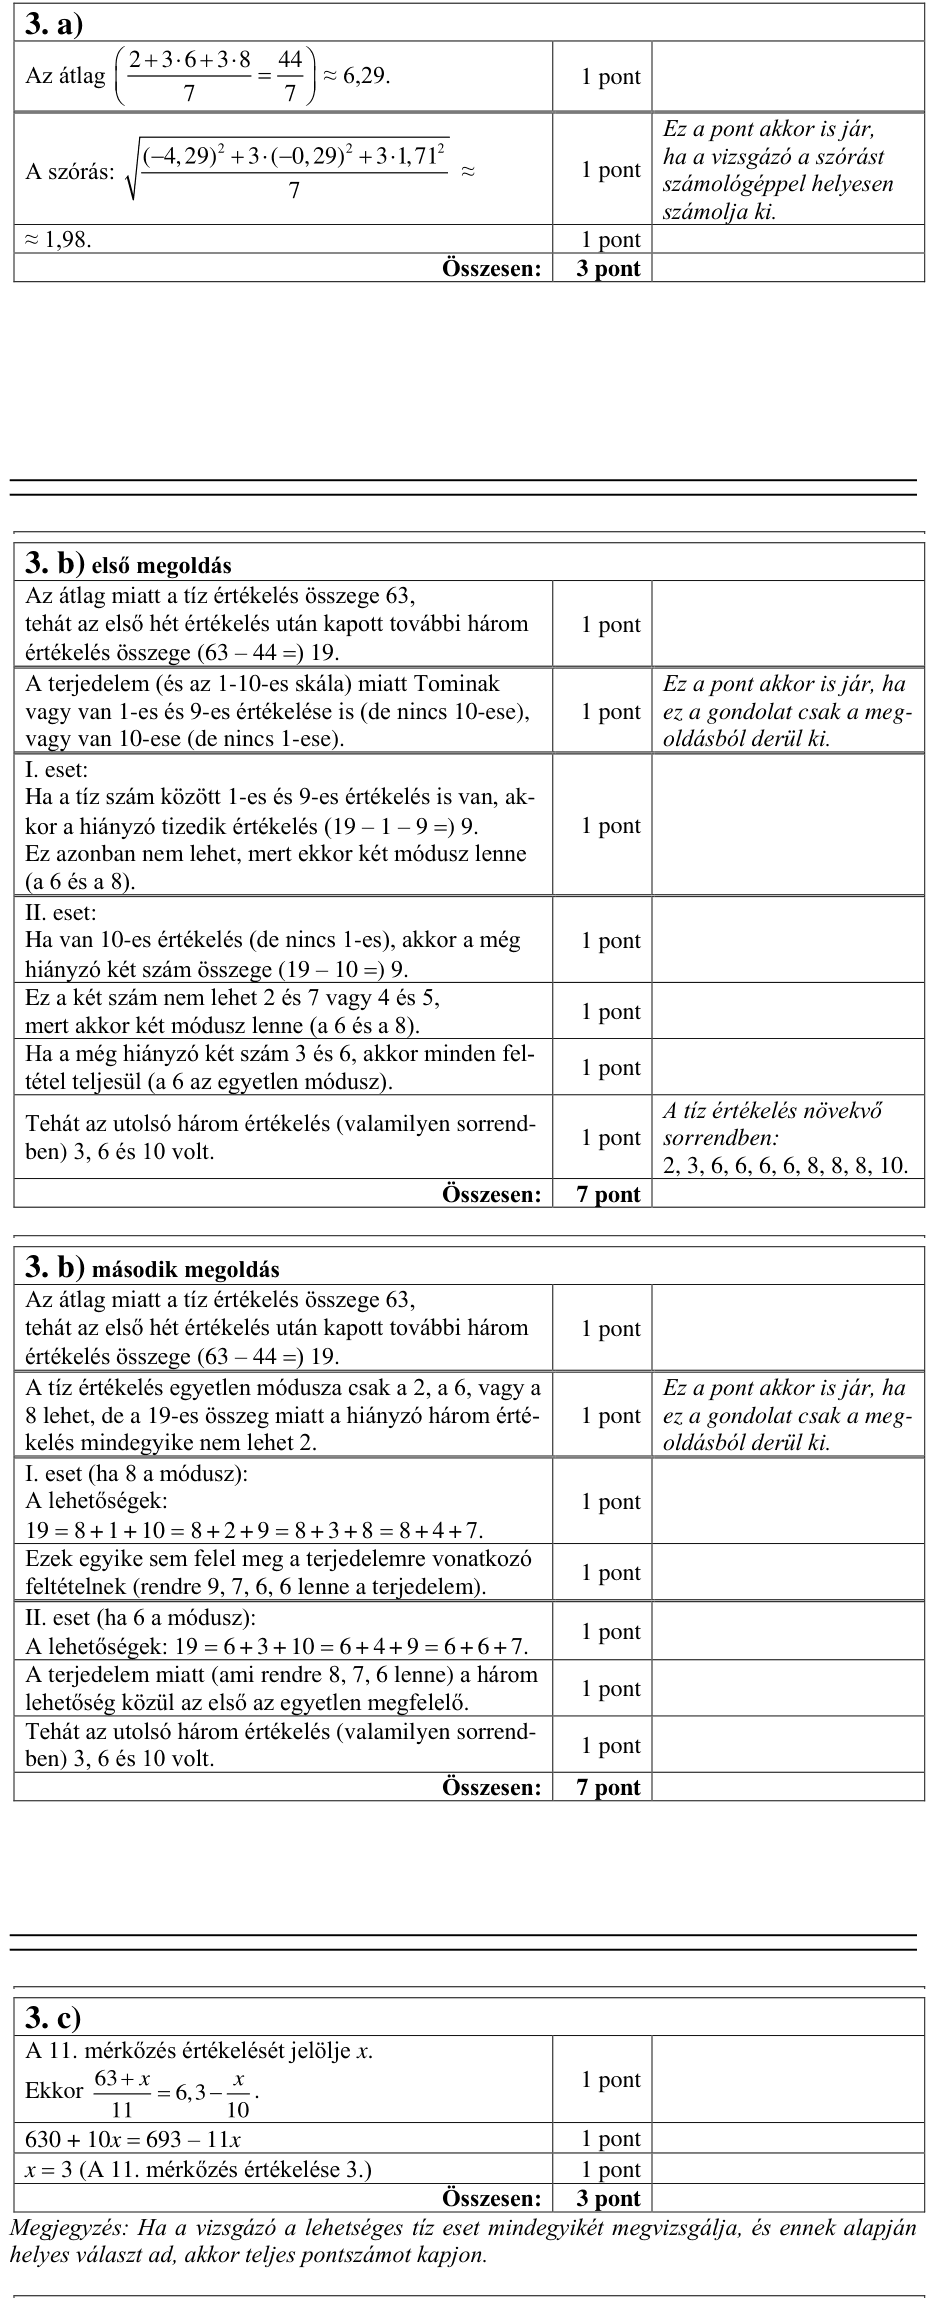 3. a)
Az átlag (2+3·6+3·8/7 = 44/7) ≈ 6,29.
1 pont
A szórás: √((–4,29)² + 3·(–0,29)² + 3·1,71²/7) ≈
1 pont
Ez a pont akkor is jár,
ha a vizsgázó a szórást
számológéppel helyesen
számolja ki.
≈ 1,98.
1 pont
Összesen: 3 pont
3. b) első megoldás
Az átlag miatt a tíz értékelés összege 63,
tehát az első hét értékelés után kapott további három
értékelés összege (63 – 44 =) 19.
1 pont
A terjedelem (és az 1-10-es skála) miatt Tominak
vagy van 1-es és 9-es értékelése is (de nincs 10-ese),
vagy van 10-ese (de nincs 1-ese).
1 pont
Ez a pont akkor is jár, ha
ez a gondolat csak a meg-
oldásból derül ki.
I. eset:
Ha a tíz szám között 1-es és 9-es értékelés is van, ak-
kor a hiányzó tizedik értékelés (19 – 1 – 9 =) 9.
Ez azonban nem lehet, mert ekkor két módusz lenne
(a 6 és a 8).
1 pont
II. eset:
Ha van 10-es értékelés (de nincs 1-es), akkor a még
hiányzó két szám összege (19 – 10 =) 9.
1 pont
Ez a két szám nem lehet 2 és 7 vagy 4 és 5,
mert akkor két módusz lenne (a 6 és a 8).
1 pont
Ha a még hiányzó két szám 3 és 6, akkor minden fel-
tétel teljesül (a 6 az egyetlen módusz).
1 pont
Tehát az utolsó három értékelés (valamilyen sorrend-
ben) 3, 6 és 10 volt.
1 pont
A tíz értékelés növekvő
sorrendben:
2, 3, 6, 6, 6, 6, 8, 8, 8, 10.
Összesen: 7 pont
3. b) második megoldás
Az átlag miatt a tíz értékelés összege 63,
tehát az első hét értékelés után kapott további három
értékelés összege (63 – 44 =) 19.
1 pont
A tíz értékelés egyetlen módusza csak a 2, a 6, vagy a
8 lehet, de a 19-es összeg miatt a hiányzó három érté-
kelés mindegyike nem lehet 2.
1 pont
Ez a pont akkor is jár, ha
ez a gondolat csak a meg-
oldásból derül ki.
I. eset (ha 8 a módusz):
A lehetőségek:
19 = 8 + 1 + 10 = 8 + 2 + 9 = 8 + 3 + 8 = 8 + 4 + 7.
1 pont
Ezek egyike sem felel meg a terjedelemre vonatkozó
feltételnek (rendre 9, 7, 6, 6 lenne a terjedelem).
1 pont
II. eset (ha 6 a módusz):
A lehetőségek: 19 = 6 + 3 + 10 = 6 + 4 + 9 = 6 + 6 + 7.
1 pont
A terjedelem miatt (ami rendre 8, 7, 6 lenne) a három
lehetőség közül az első az egyetlen megfelelő.
1 pont
Tehát az utolsó három értékelés (valamilyen sorrend-
ben) 3, 6 és 10 volt.
1 pont
Összesen: 7 pont
3. c)
A 11. mérkőzés értékelését jelölje x.
Ekkor 63 + x/11 = 6,3 – x/10.
1 pont
630 + 10x = 693 – 11x
1 pont
x = 3 (A 11. mérkőzés értékelése 3.)
1 pont
Összesen: 3 pont
Megjegyzés: Ha a vizsgázó a lehetséges tíz eset mindegyikét megvizsgálja, és ennek alapján
helyes választ ad, akkor teljes pontszámot kapjon.